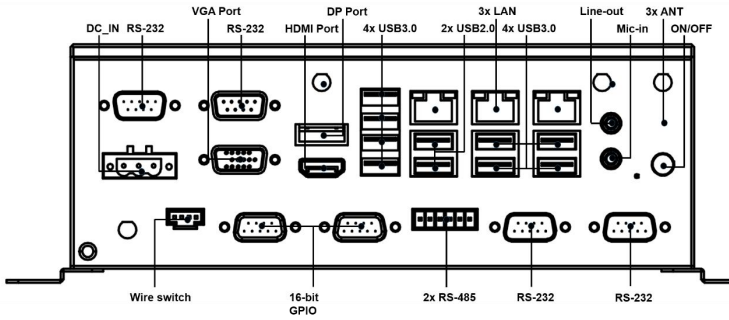 VGA Port
DP Port
3x LAN
Line-out
3x ANT
DC_IN
RS-232
RS-232
HDMI Port
4x USB3.0
2x USB2.0
4x USB3.0
Mic-in
ON/OFF
Wire switch
16-bit
GPIO
2x RS-485
RS-232
RS-232